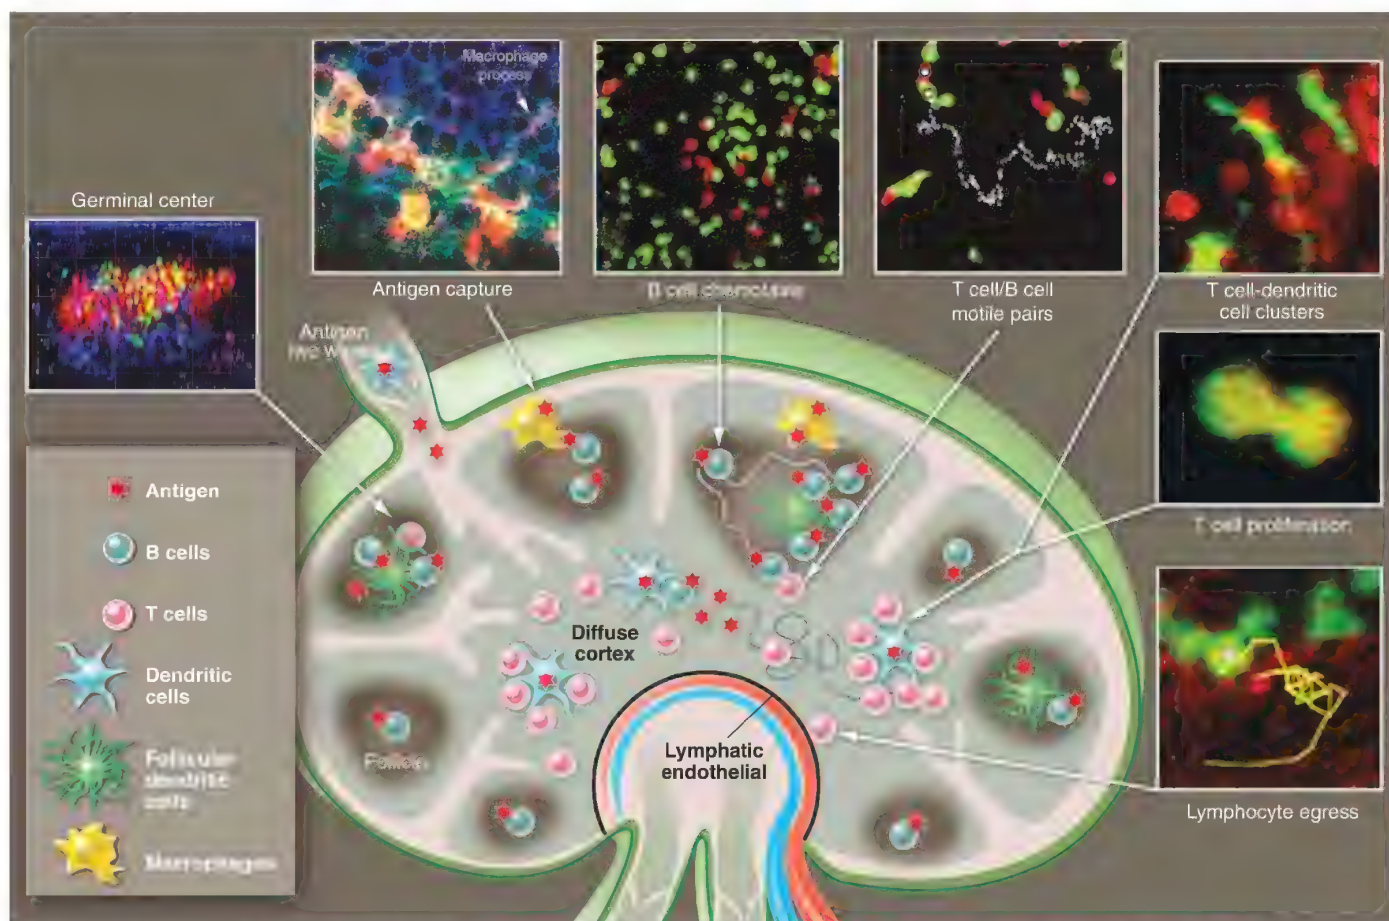 Macrophage
process
Germinal center
Antigen capture
B cell chemotaxis
T cell/B cell
motile pairs
T cell-dendritic
cell clusters
Antigen
T cell proliferation
Antigen
B cells
T cells
Dendritic
cells
Follicular
dendritic
cells
Macrophages
Diffuse
cortex
Follicle
Lymphatic
endothelial
Lymphocyte egress